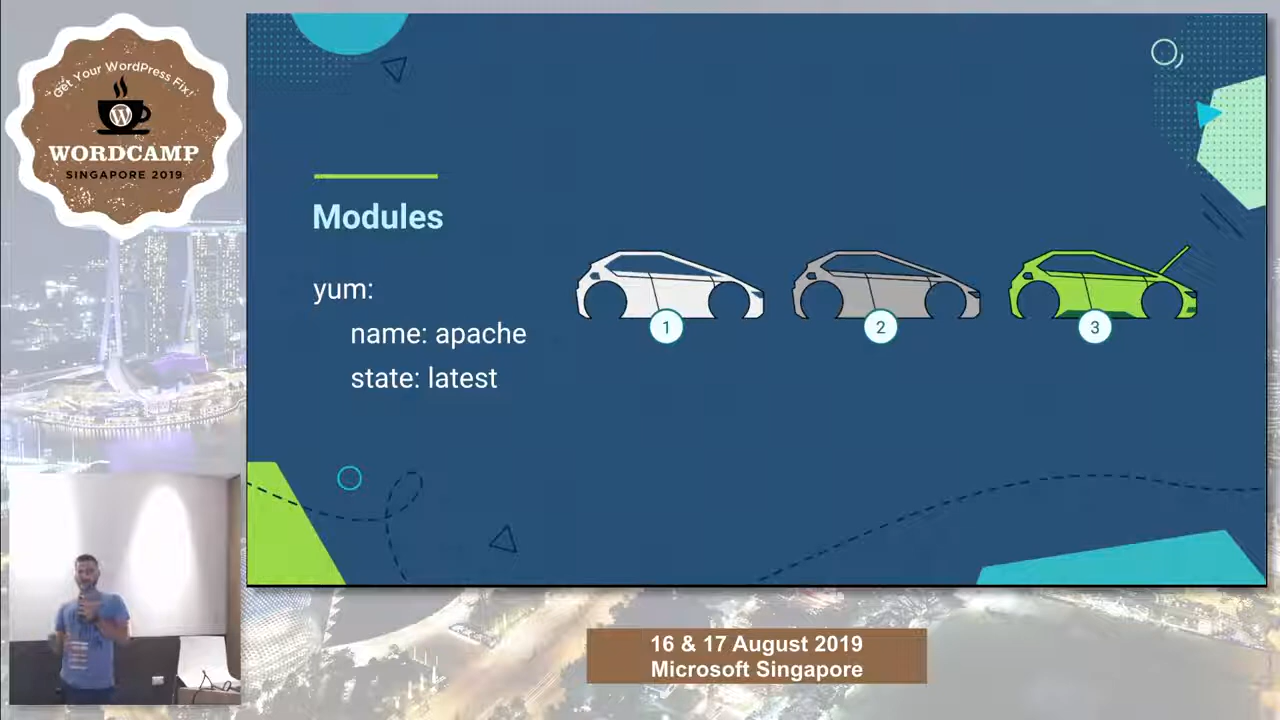 Get Your WordPress Fix!
W
WORDCAMP
SINGAPORE 2019
Modules
yum:
name: apache
state: latest
1
2
3
16 & 17 August 2019
Microsoft Singapore